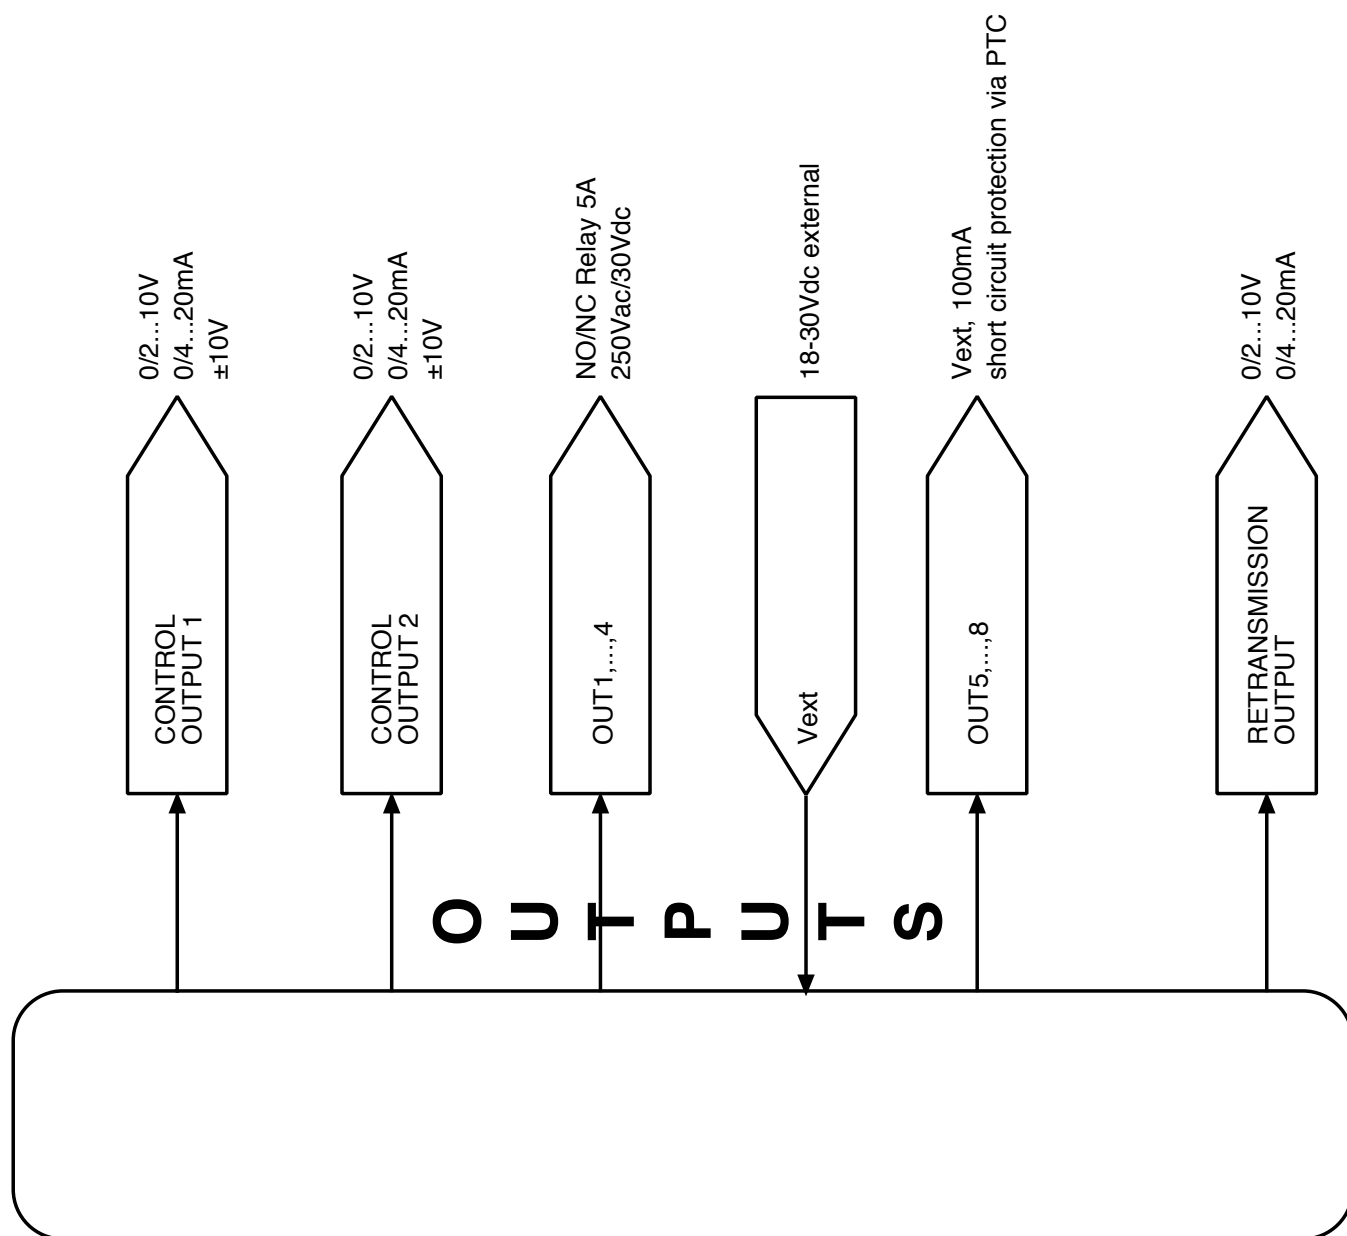 CONTROL
OUTPUT 1
0/2...10V
0/4...20mA
±10V
CONTROL
OUTPUT 2
0/2...10V
0/4...20mA
±10V
OUT1,...,4
NO/NC Relay 5A
250Vac/30Vdc
Vext
18-30Vdc external
OUT5,...,8
Vext, 100mA
short circuit protection via PTC
RETRANSMISSION
OUTPUT
0/2...10V
0/4...20mA
OUTPUTS